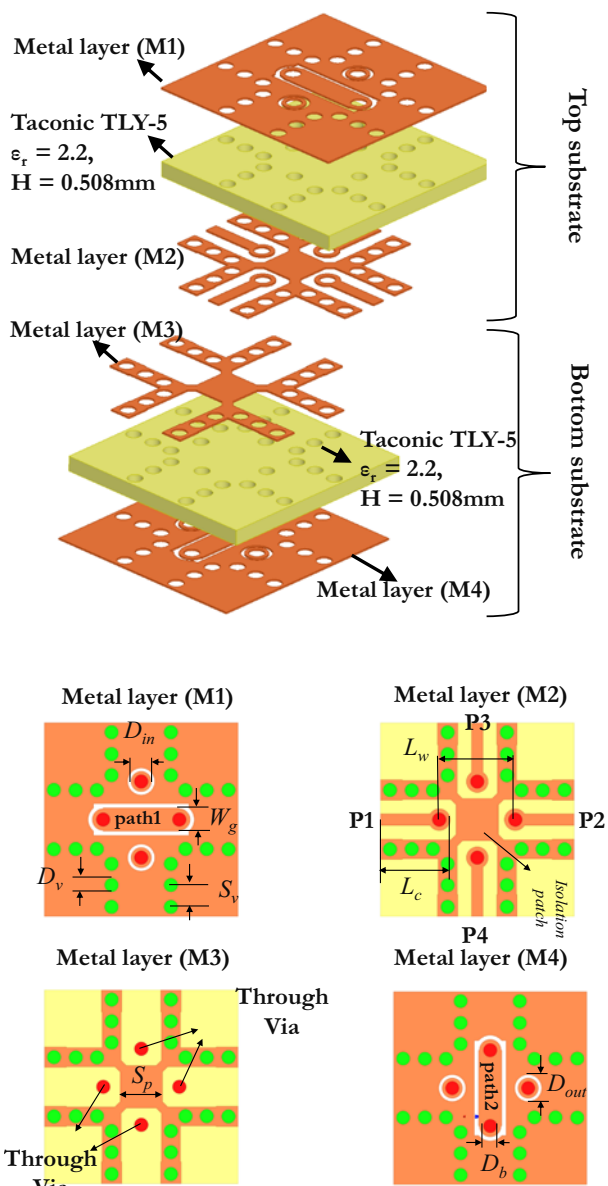 Metal layer (M1)
Taconic TLY-5
εr = 2.2,
H = 0.508mm
Top substrate
Metal layer (M2)
Metal layer (M3)
Bottom substrate
Taconic TLY-5
εr = 2.2,
H = 0.508mm
Metal layer (M4)
Metal layer (M1)
Din
path1
Wg
Dv
Sv
Metal layer (M2)
P3
Lw
P1
P2
Lc
Isolation
patch
P4
Metal layer (M3)
Through
Via
Sp
Through
Via
Metal layer (M4)
path2
Dout
Db